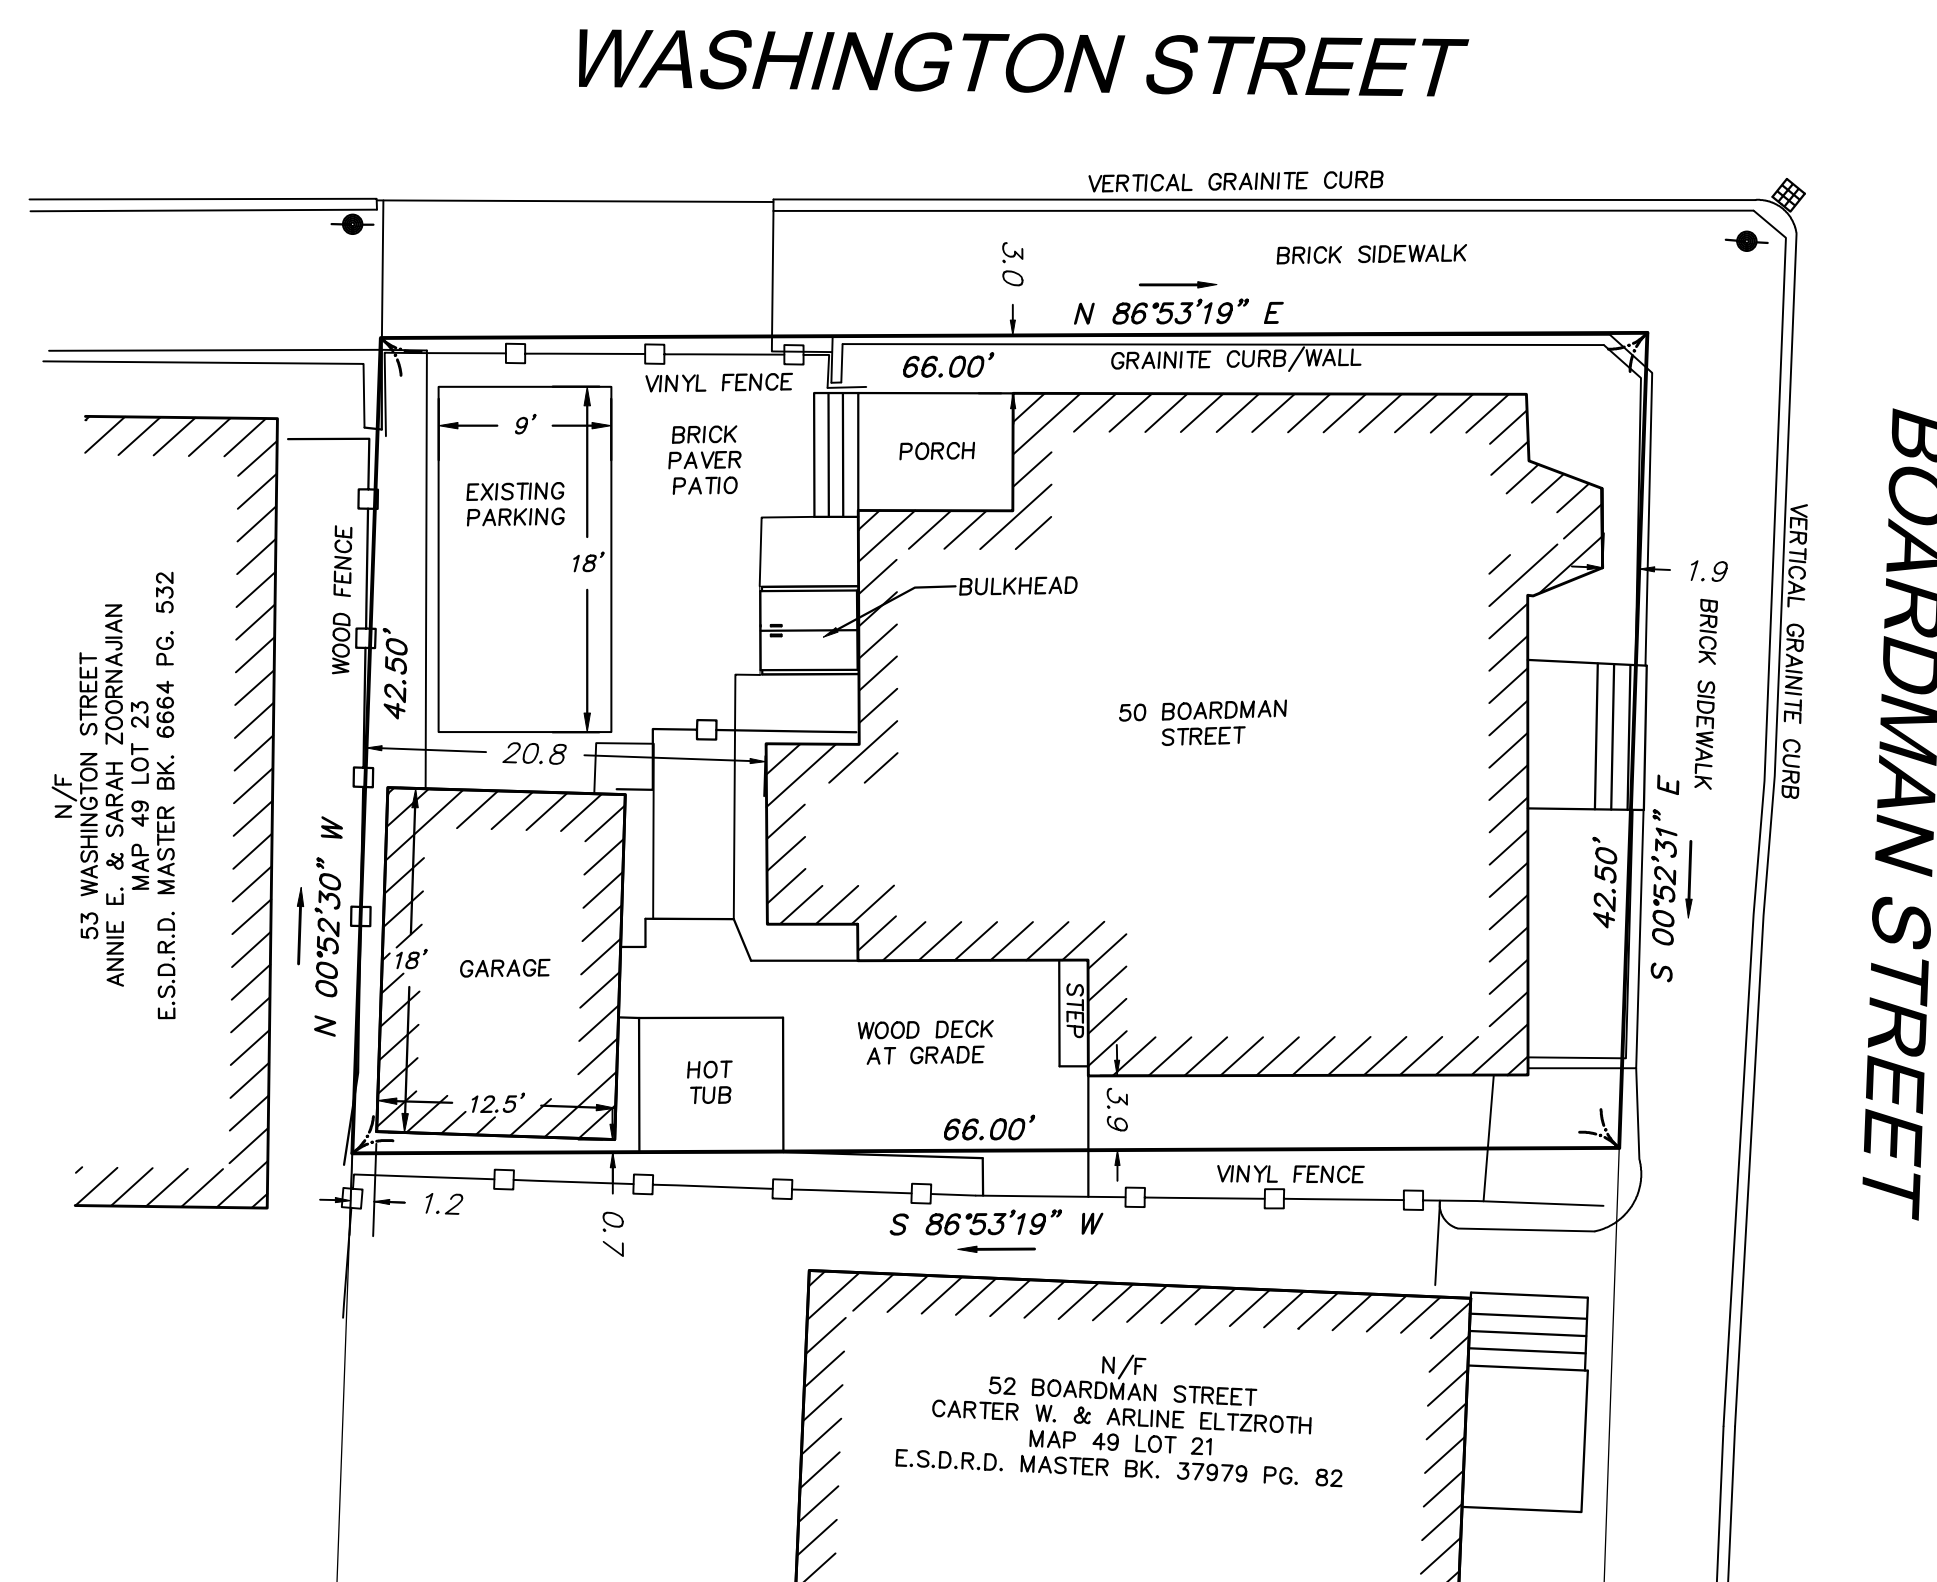 WASHINGTON STREET
VERTICAL GRAINITE CURB
BRICK SIDEWALK
3.0
N 86°53'19" E
66.00'
GRAINITE CURB/WALL
VINYL FENCE
9'
BRICK
PAVER
PATIO
PORCH
EXISTING
PARKING
18'
BULKHEAD
1.9
WOOD FENCE
42.50'
BRICK SIDEWALK
VERTICAL GRAINITE CURB
BOARDMAN STREET
N/F
53 WASHINGTON STREET
ANNIE E. & SARAH ZOORNAJIAN
MAP 49 LOT 23
E.S.D.R.D. MASTER BK. 6664 PG. 532
50 BOARDMAN
STREET
20.8
N 00°52'30" W
42.50'
S 00°52'31" E
18'
GARAGE
STEP
WOOD DECK
AT GRADE
HOT
TUB
12.5'
3.9
66.00'
VINYL FENCE
1.2
0.7
S 86°53'19" W
N/F
52 BOARDMAN STREET
CARTER W. & ARLINE ELTZROTH
MAP 49 LOT 21
E.S.D.R.D. MASTER BK. 37979 PG. 82